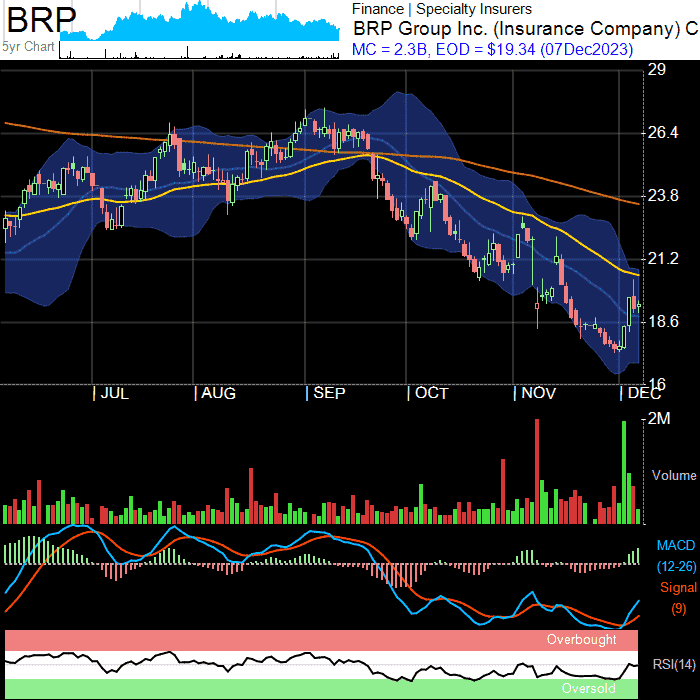 BRP
5yr Chart
Finance | Specialty Insurers
BRP Group Inc. (Insurance Company) C
MC = 2.3B, EOD = $19.34 (07Dec2023)
29
26.4
23.8
21.2
18.6
16
| JUL | AUG | SEP | OCT | NOV | DEC
2M
Volume
MACD
(12-26)
Signal
(9)
Overbought
RSI(14)
Oversold